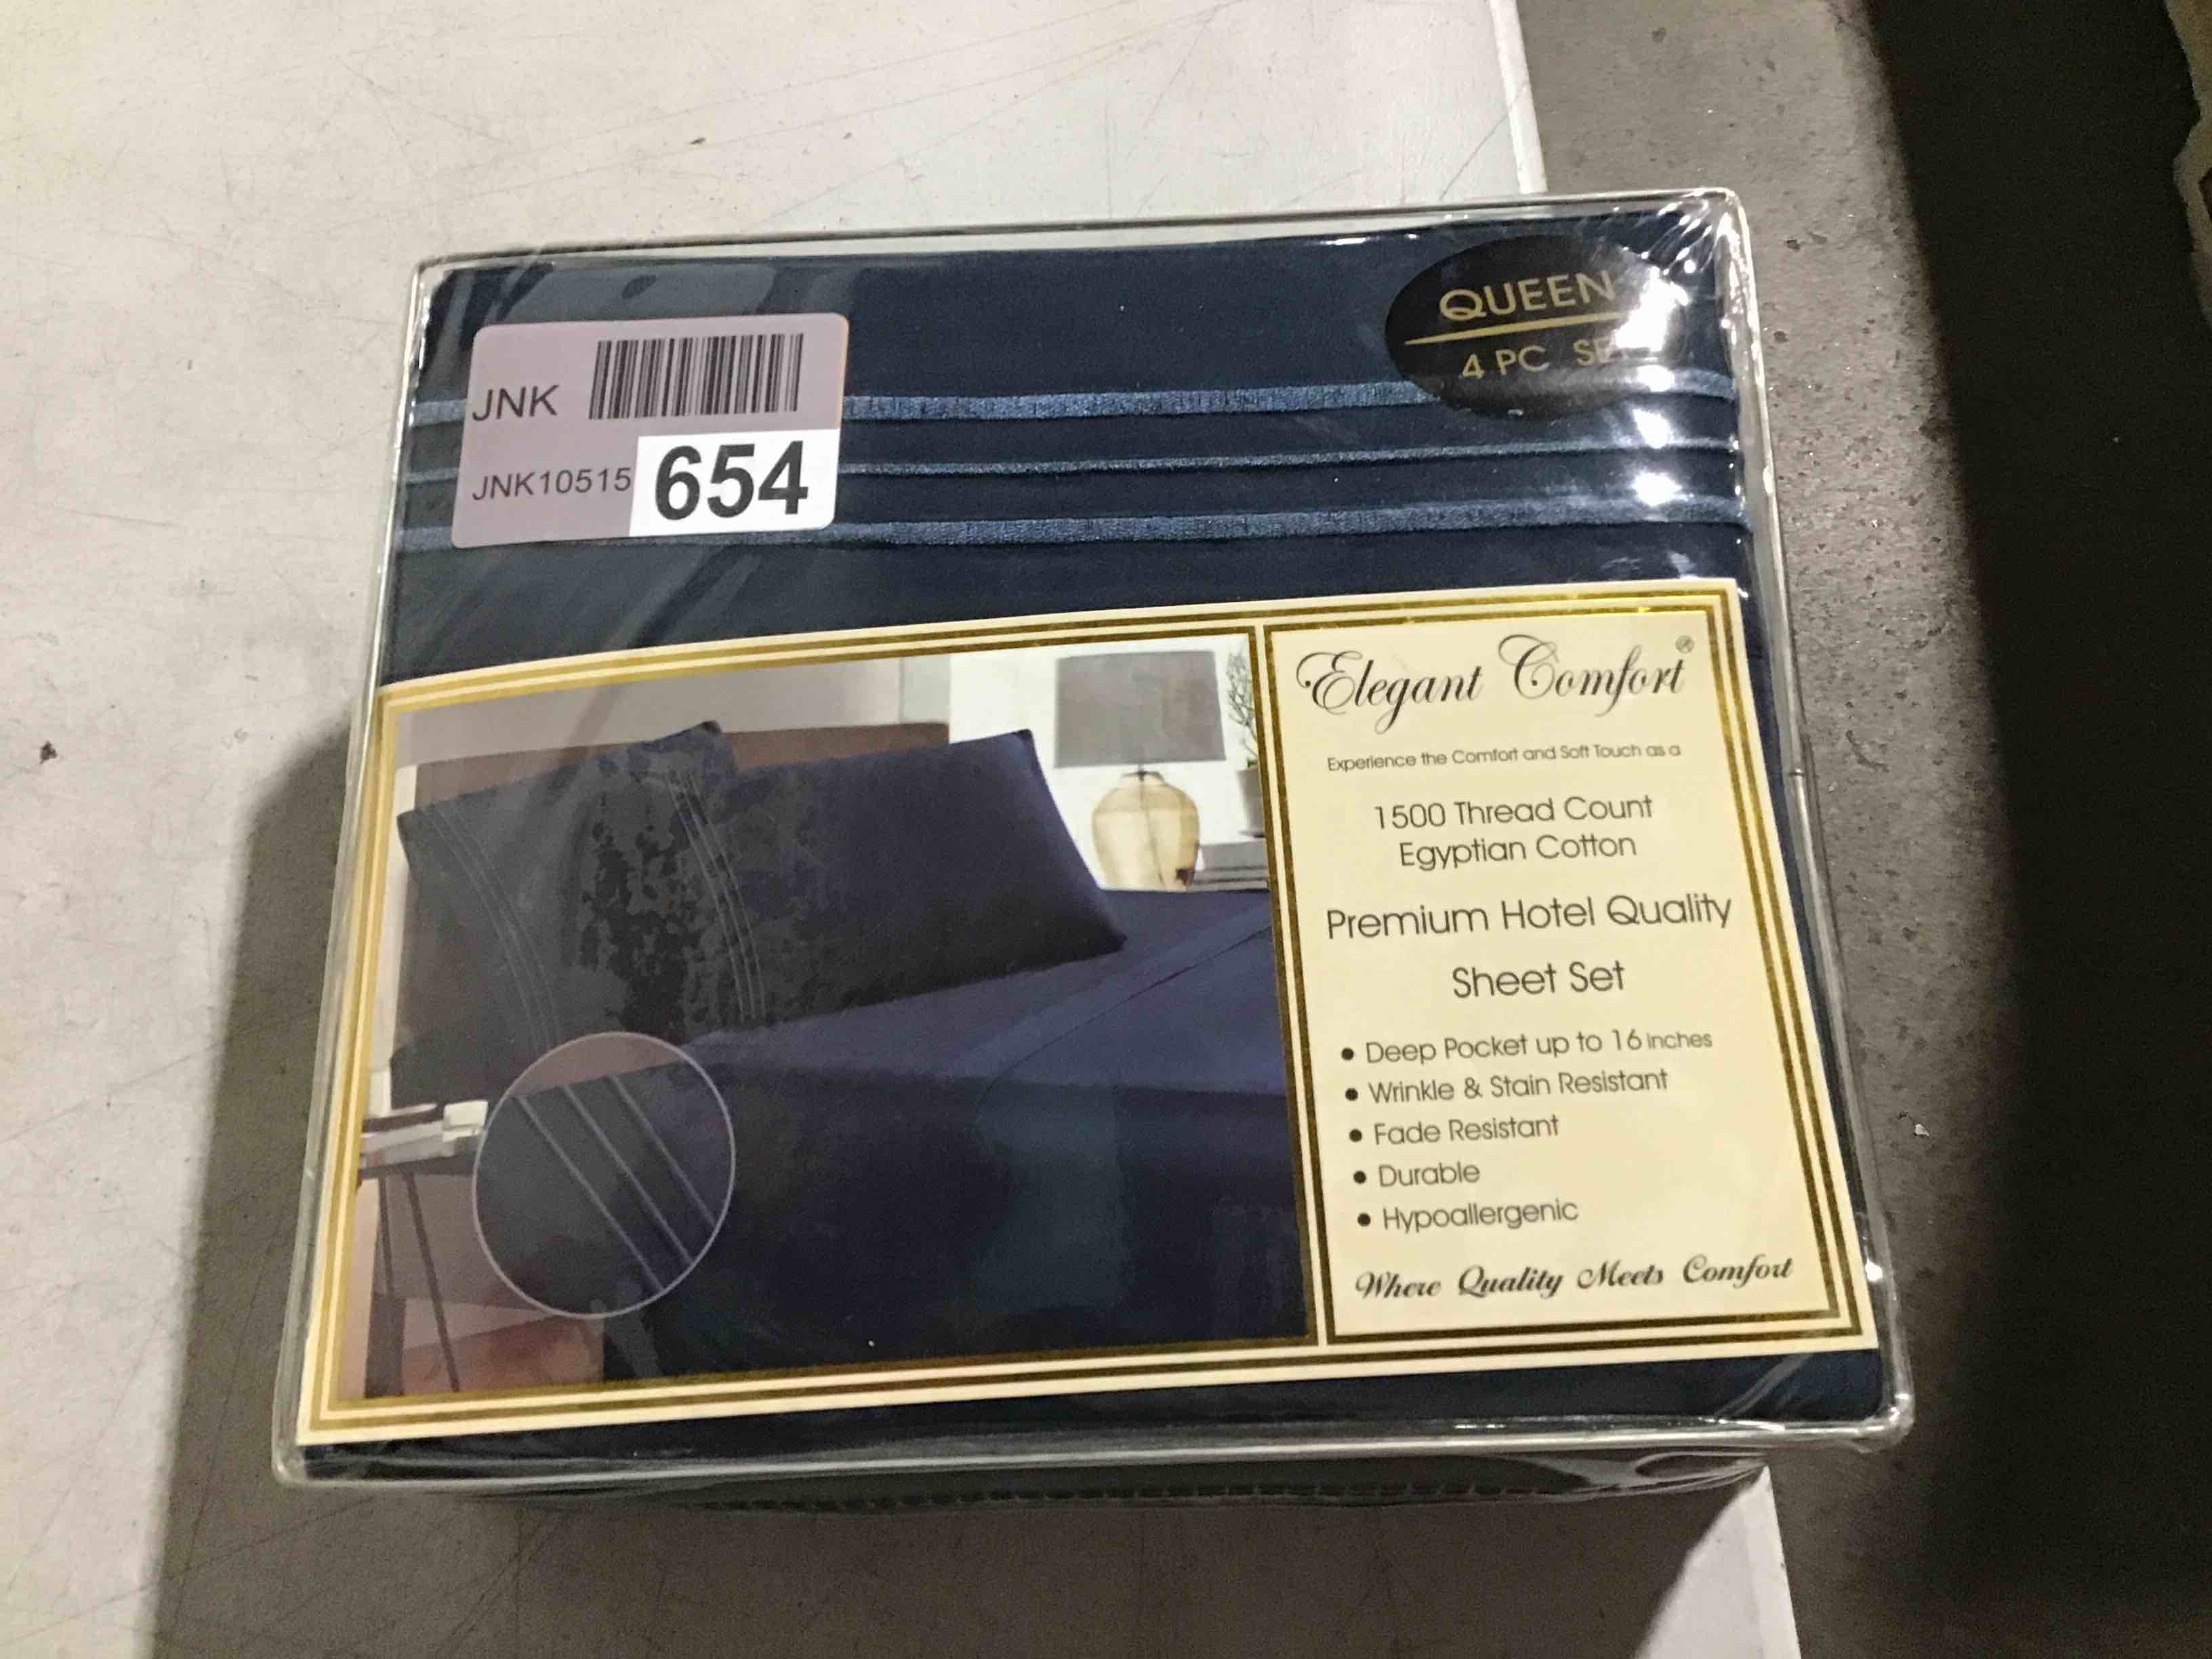 JNK
JNK10515
654
QUEEN
4 PC SET
Elegant Comfort®
Experience the Comfort and Soft Touch as a
1500 Thread Count
Egyptian Cotton
Premium Hotel Quality
Sheet Set
• Deep Pocket up to 16 inches
• Wrinkle & Stain Resistant
• Fade Resistant
• Durable
• Hypoallergenic
Where Quality Meets Comfort